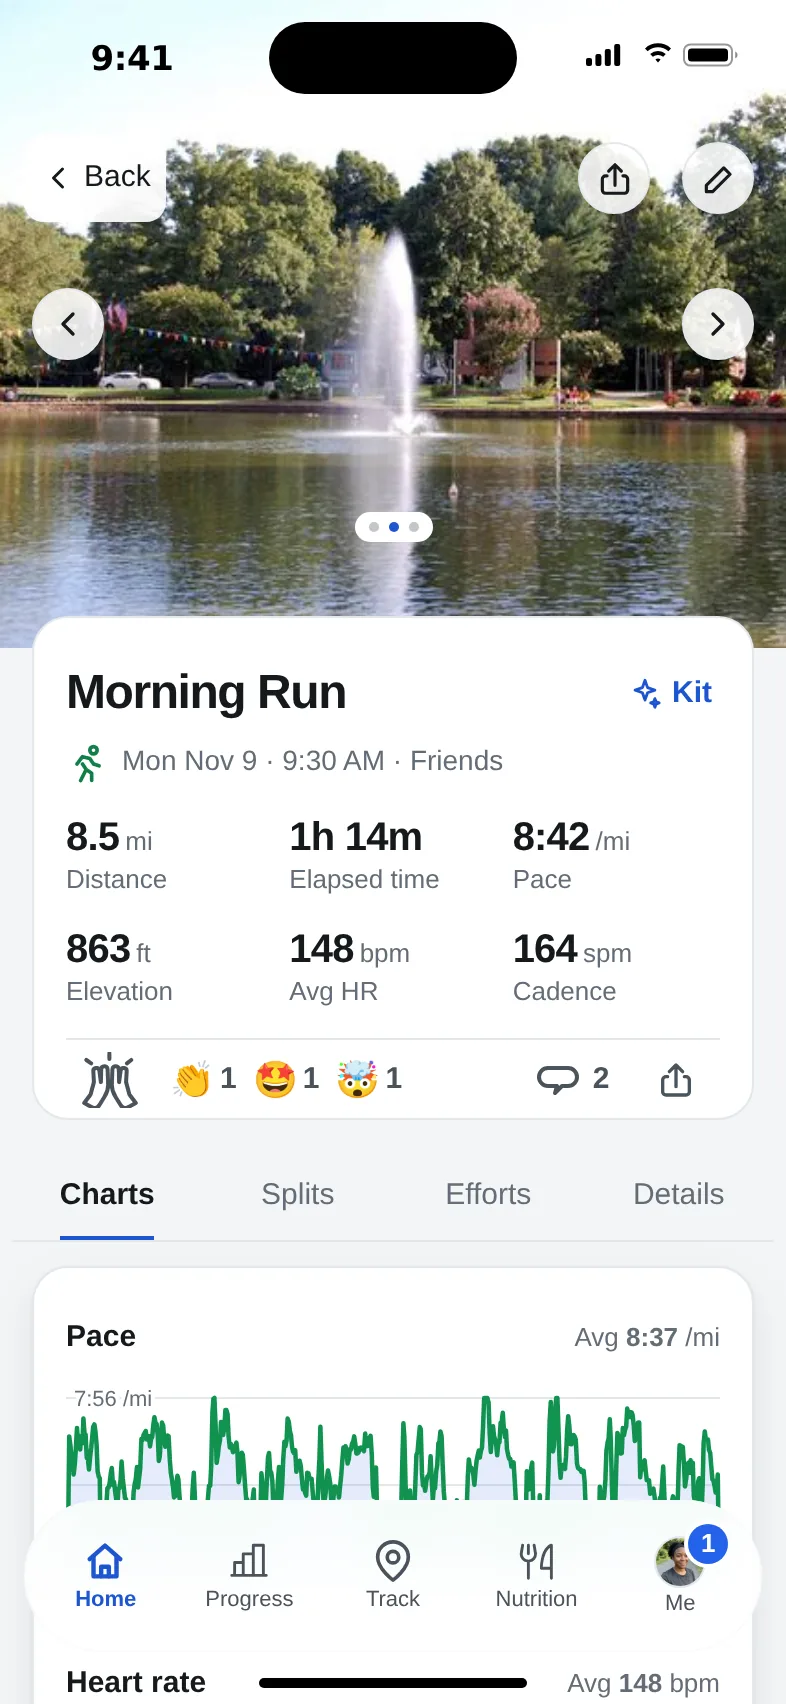 9:41
Back
Morning Run
Kit
Mon Nov 9 · 9:30 AM · Friends
8.5 mi
1h 14m
8:42 /mi
Distance
Elapsed time
Pace
863 ft
148 bpm
164 spm
Elevation
Avg HR
Cadence
👏 1 🤩 1 🤯 1
2
Charts
Splits
Efforts
Details
Pace
Avg 8:37 /mi
7:56 /mi
1
Home
Progress
Track
Nutrition
Me
Heart rate
Avg 148 bpm